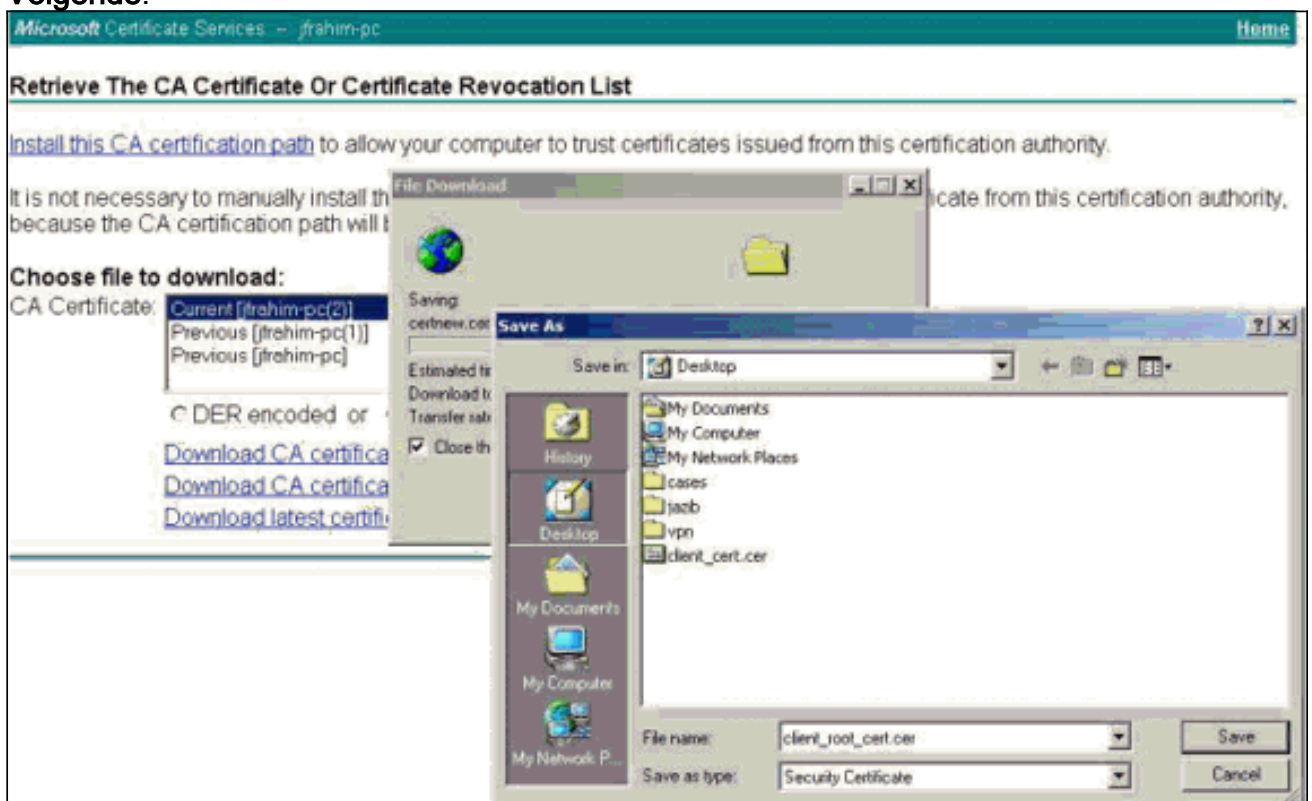 Volgende:
Microsoft Certificate Services -- jfrahim-pc Home
Retrieve The CA Certificate Or Certificate Revocation List
Install this CA certification path to allow your computer to trust certificates issued from this certification authority.
It is not necessary to manually install th
icate from this certification authority,
because the CA certification path will b
Choose file to download:
CA Certificate:
Current [jfrahim-pc(2)]
Previous [jfrahim-pc(1)]
Previous [jfrahim-pc]
DER encoded or
Download CA certifica
Download CA certifica
Download latest certifi
File Download
Saving:
certnew.cer
Estimated tim
Download to
Transfer rate
Close th
Save As
Save in: Desktop
History
Desktop
My Documents
My Computer
My Network P...
My Documents
My Computer
My Network Places
cases
jazib
vpn
client_cert.cer
File name: client_root_cert.cer Save
Save as type: Security Certificate Cancel